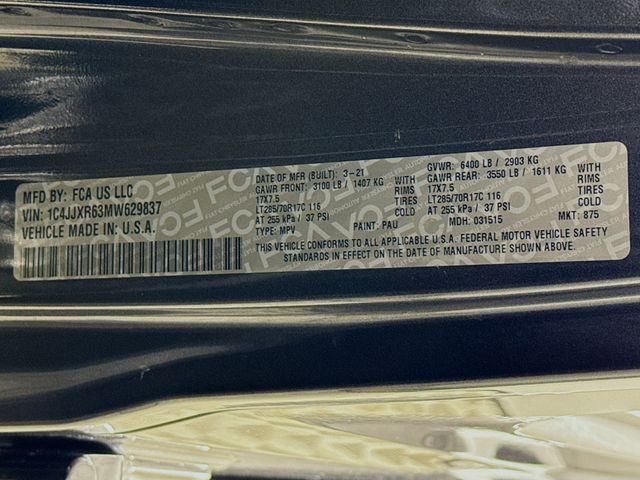 MFD BY: FCA US LLC
VIN: 1C4JJXR63MW629837
VEHICLE MADE IN: U.S.A.
DATE OF MFR (BUILT): 3-21
GAWR FRONT: 3100 LB / 1407 KG WITH
17X7.5 RIMS
LT285/70R17C 116 TIRES
AT 255 kPa / 37 PSI COLD
TYPE: MPV PAINT: PAU
GVWR: 6400 LB / 2903 KG
GAWR REAR: 3550 LB / 1611 KG WITH
17X7.5 RIMS
LT285/70R17C 116 TIRES
AT 255 kPa / 37 PSI COLD
MDH: 031515 MKT: 875
THIS VEHICLE CONFORMS TO ALL APPLICABLE U.S.A. FEDERAL MOTOR VEHICLE SAFETY
STANDARDS IN EFFECT ON THE DATE OF MANUFACTURE SHOWN ABOVE.